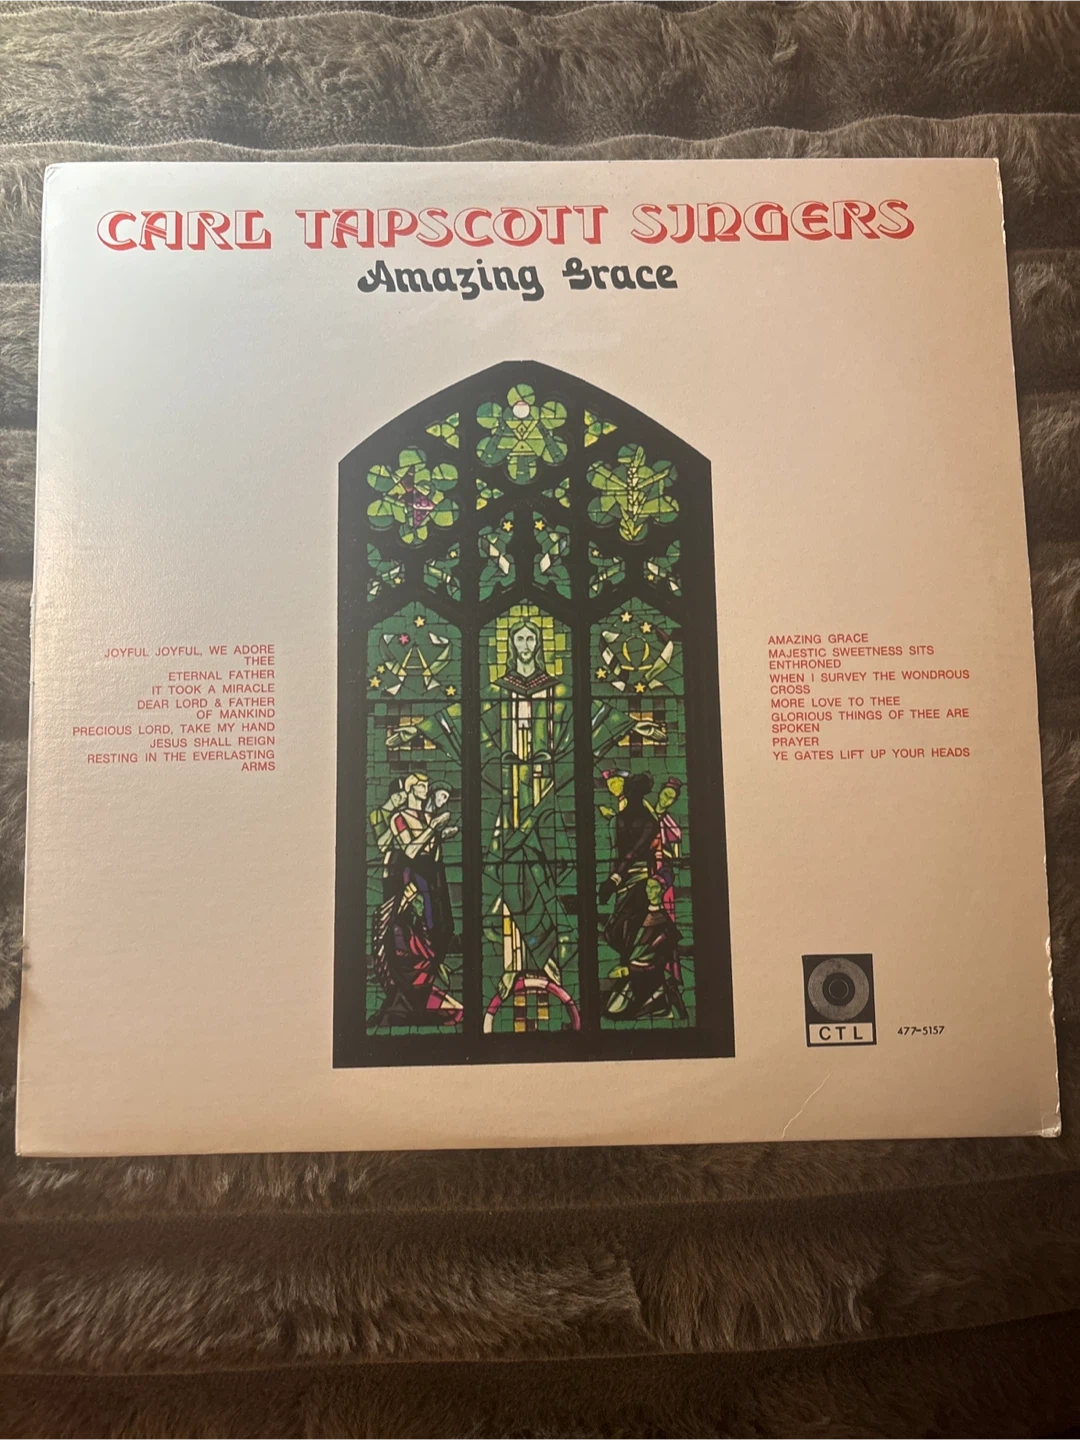 CARL TAPSCOTT SINGERS
Amazing Grace
JOYFUL JOYFUL, WE ADORE
THEE
ETERNAL FATHER
IT TOOK A MIRACLE
DEAR LORD & FATHER
OF MANKIND
PRECIOUS LORD, TAKE MY HAND
JESUS SHALL REIGN
RESTING IN THE EVERLASTING
ARMS
AMAZING GRACE
MAJESTIC SWEETNESS SITS
ENTHRONED
WHEN I SURVEY THE WONDROUS
CROSS
MORE LOVE TO THEE
GLORIOUS THINGS OF THEE ARE
SPOKEN
PRAYER
YE GATES LIFT UP YOUR HEADS
CTL
477-5157